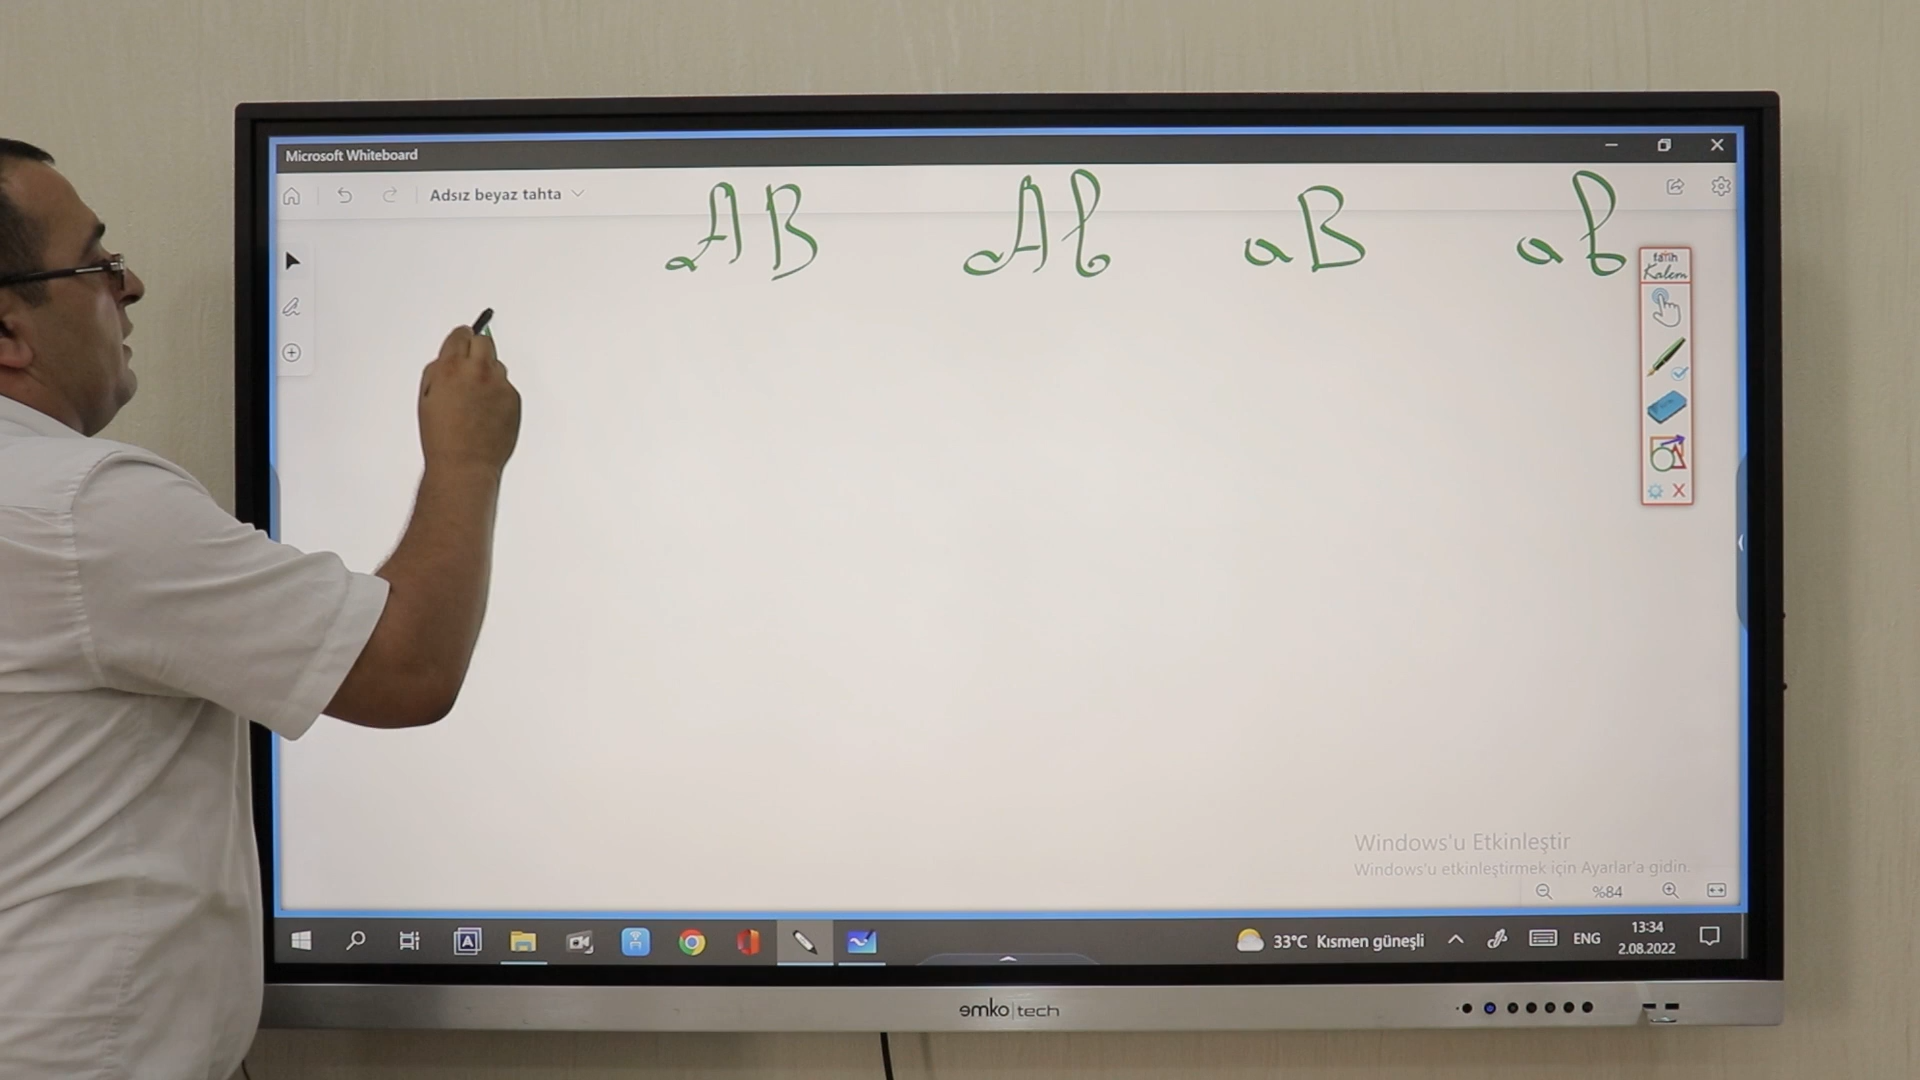 Microsoft Whiteboard
Adsız beyaz tahta
AB Ab aB ab
fatih
Kalem
Windows'u Etkinleştir
Windows'u etkinleştirmek için Ayarlar'a gidin.
%84
33°C Kısmen güneşli
ENG
13:34
2.08.2022
emko|tech